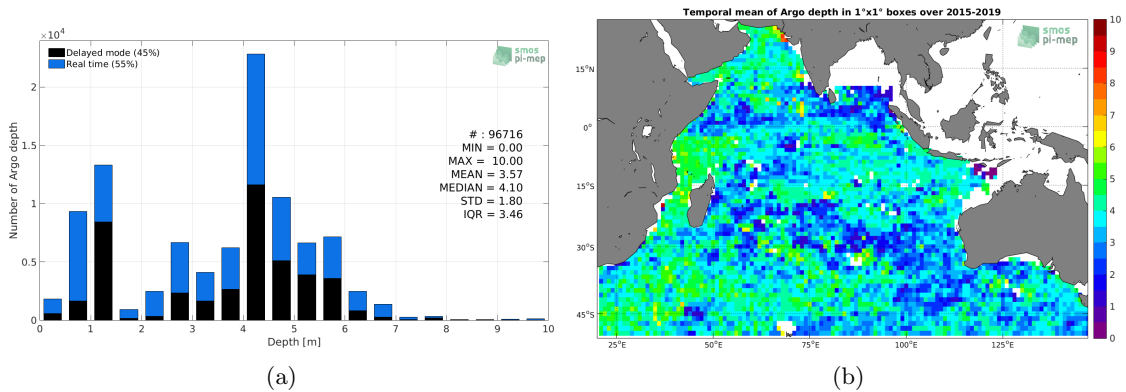 ×10⁴
Delayed mode (45%)
Real time (55%)
smos
pi-mep
2
1.5
1
0.5
0
Number of Argo depth
# : 96716
MIN = 0.00
MAX = 10.00
MEAN = 3.57
MEDIAN = 4.10
STD = 1.80
IQR = 3.46
0 1 2 3 4 5 6 7 8 9 10
Depth [m]
(a)
Temporal mean of Argo depth in 1°x1° boxes over 2015-2019
smos
pi-mep
15°N
0°
15°S
30°S
45°S
25°E 50°E 75°E 100°E 125°E
10
9
8
7
6
5
4
3
2
1
0
(b)